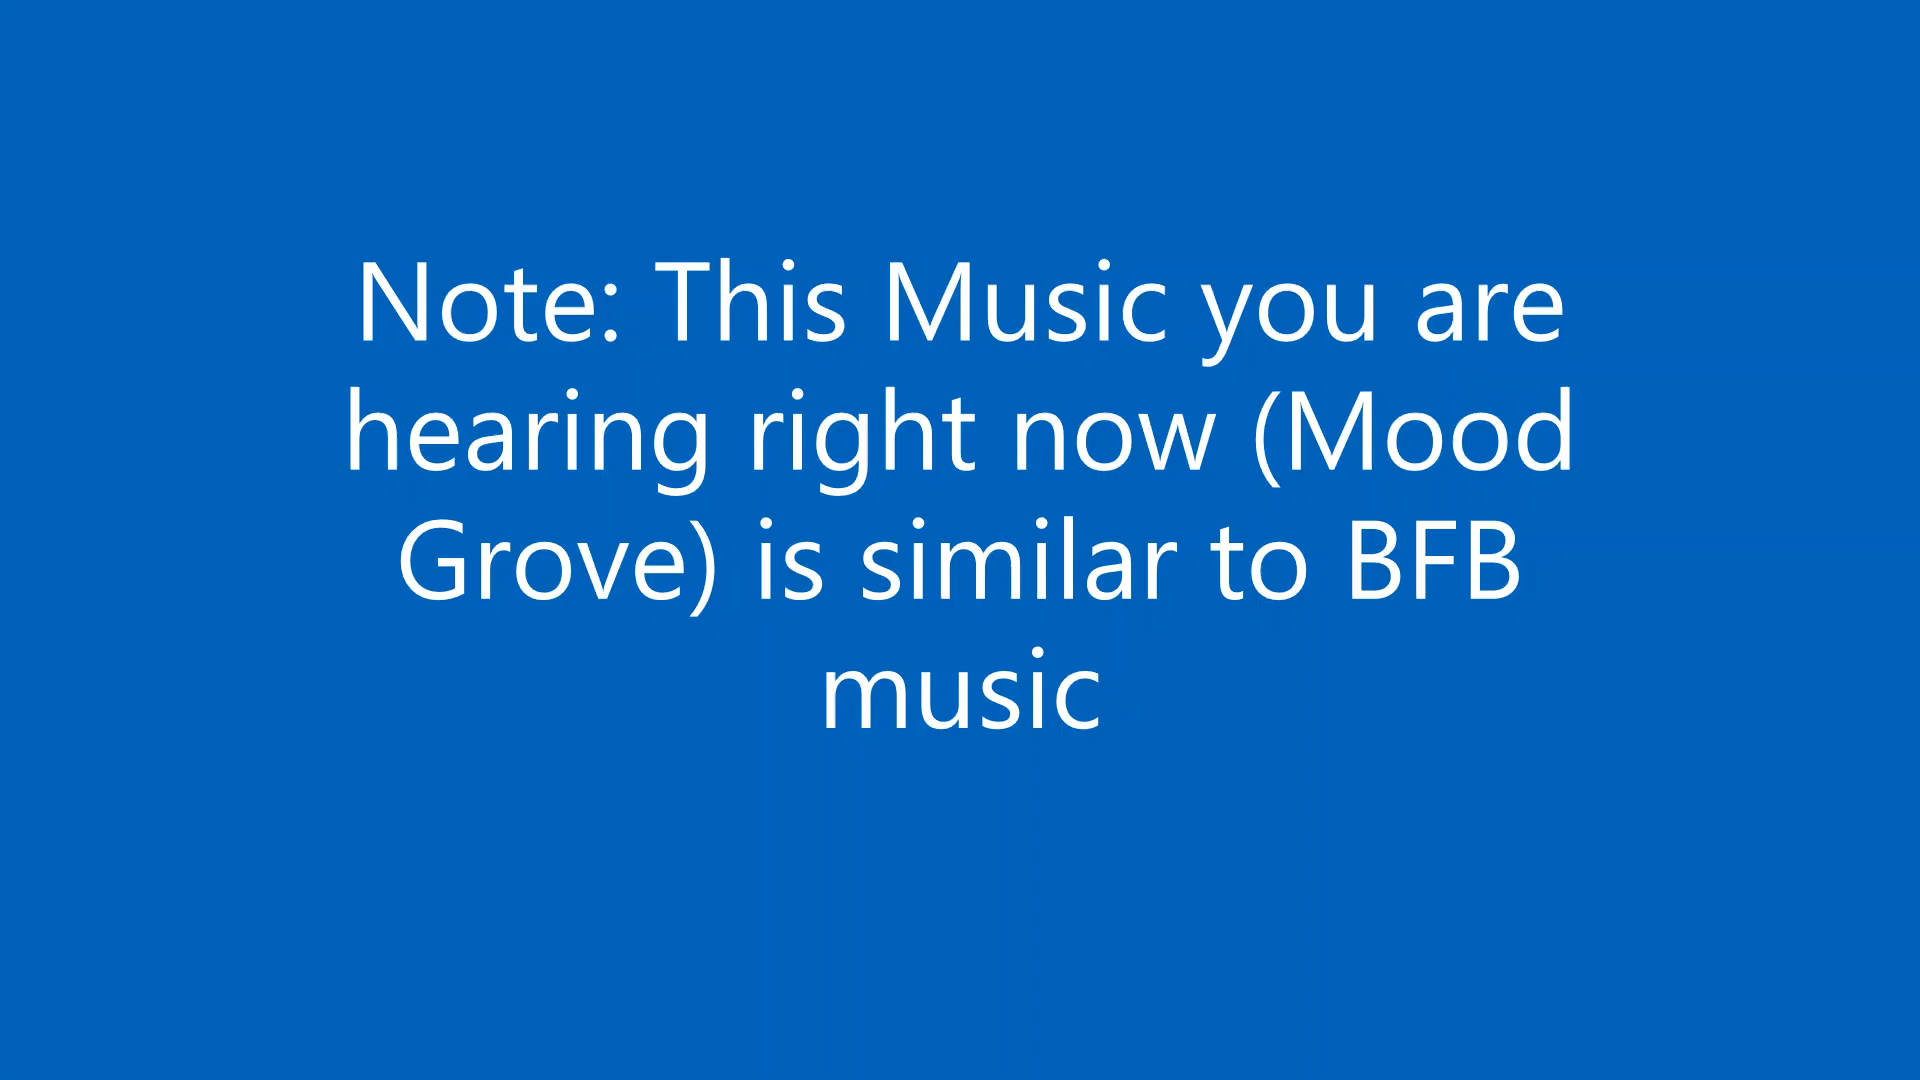 Note: This Music you are
hearing right now (Mood
Grove) is similar to BFB
music